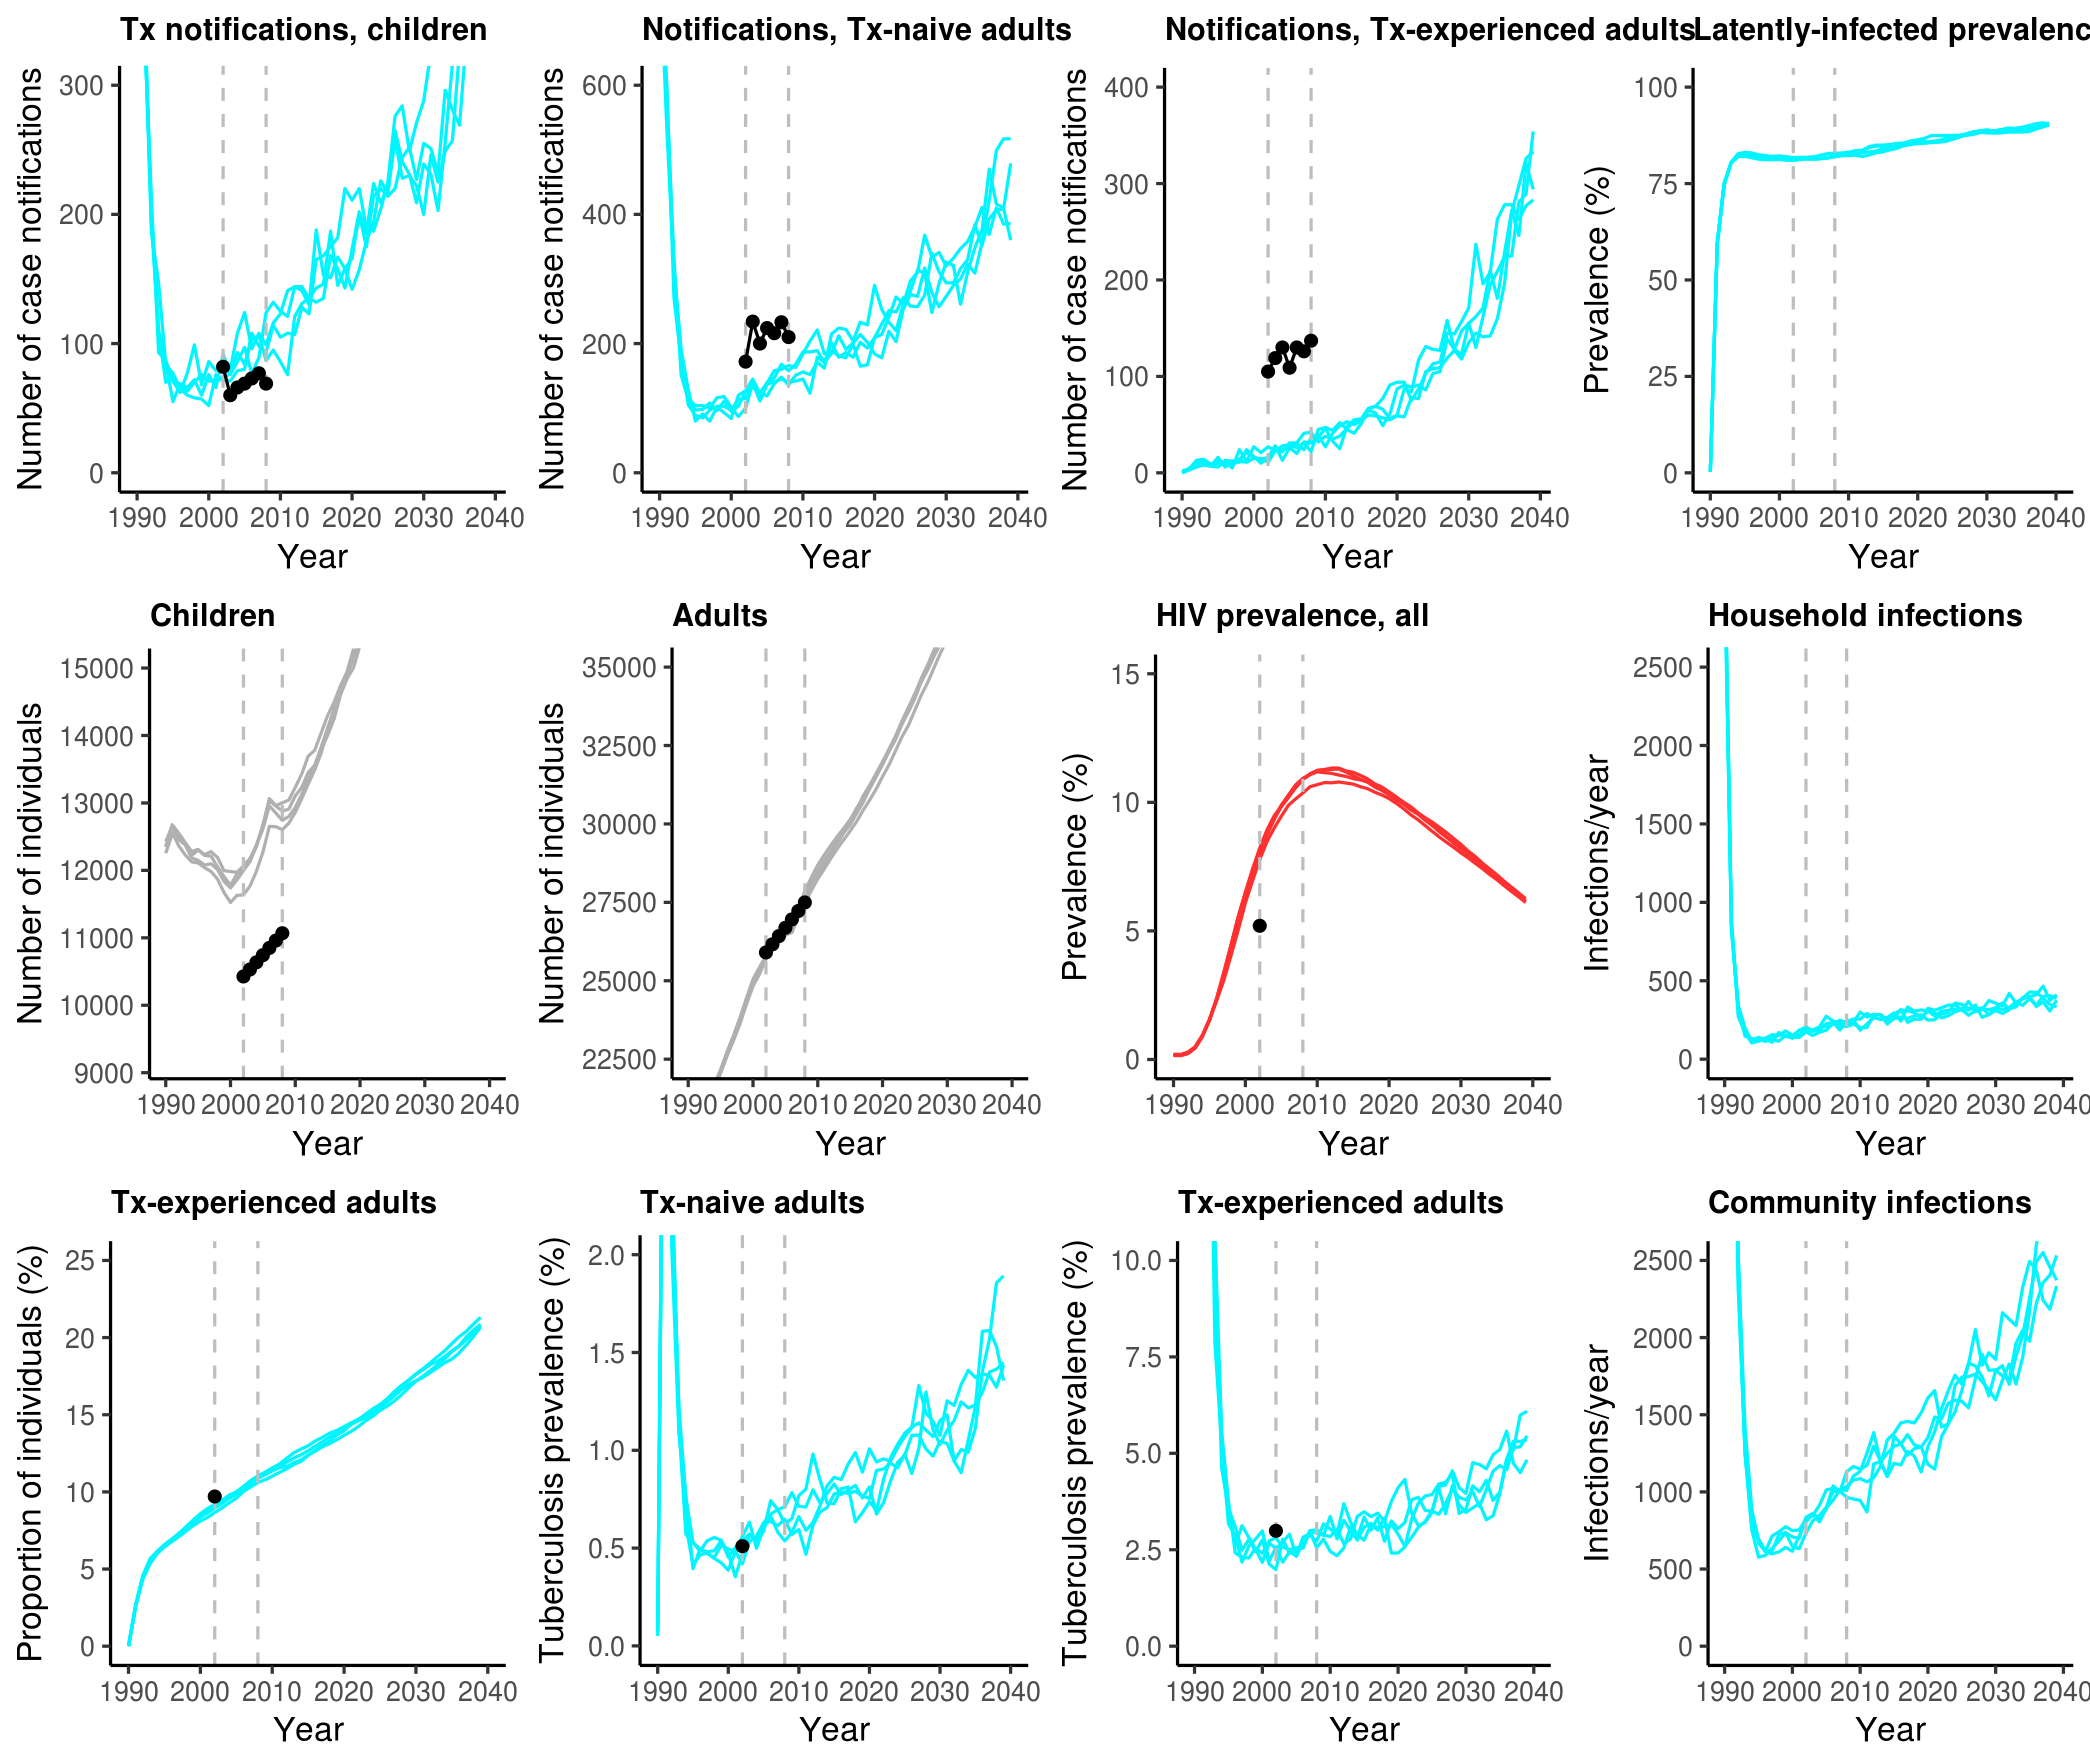 Tx notifications, children
Number of case notifications
300
200
100
0
1990 2000 2010 2020 2030 2040
Year
Notifications, Tx-naive adults
Number of case notifications
600
400
200
0
1990 2000 2010 2020 2030 2040
Year
Notifications, Tx-experienced adults
Number of case notifications
400
300
200
100
0
1990 2000 2010 2020 2030 2040
Year
Latently-infected prevalenc
Prevalence (%)
100
75
50
25
0
1990 2000 2010 2020 2030 2040
Year
Children
Number of individuals
15000
14000
13000
12000
11000
10000
9000
1990 2000 2010 2020 2030 2040
Year
Adults
Number of individuals
35000
32500
30000
27500
25000
22500
1990 2000 2010 2020 2030 2040
Year
HIV prevalence, all
Prevalence (%)
15
10
5
0
1990 2000 2010 2020 2030 2040
Year
Household infections
Infections/year
2500
2000
1500
1000
500
0
1990 2000 2010 2020 2030 2040
Year
Tx-experienced adults
Proportion of individuals (%)
25
20
15
10
5
0
1990 2000 2010 2020 2030 2040
Year
Tx-naive adults
Tuberculosis prevalence (%)
2.0
1.5
1.0
0.5
0.0
1990 2000 2010 2020 2030 2040
Year
Tx-experienced adults
Tuberculosis prevalence (%)
10.0
7.5
5.0
2.5
0.0
1990 2000 2010 2020 2030 2040
Year
Community infections
Infections/year
2500
2000
1500
1000
500
0
1990 2000 2010 2020 2030 2040
Year